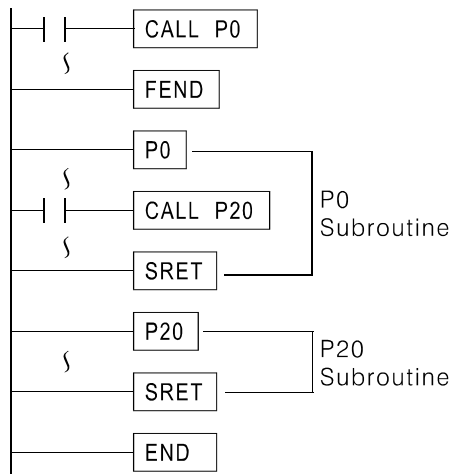 CALL P0
FEND
P0
CALL P20
P0
Subroutine
SRET
P20
P20
Subroutine
SRET
END